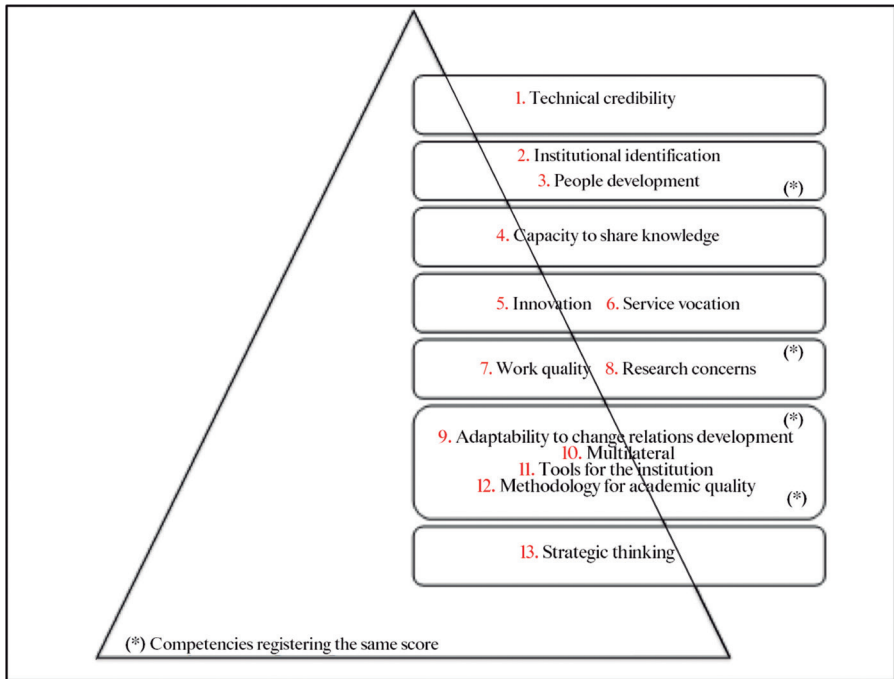 1. Technical credibility
2. Institutional identification
3. People development
(*)
4. Capacity to share knowledge
5. Innovation 6. Service vocation
(*)
7. Work quality 8. Research concerns
(*)
9. Adaptability to change relations development
10. Multilateral
11. Tools for the institution
12. Methodology for academic quality
(*)
13. Strategic thinking
(*) Competencies registering the same score